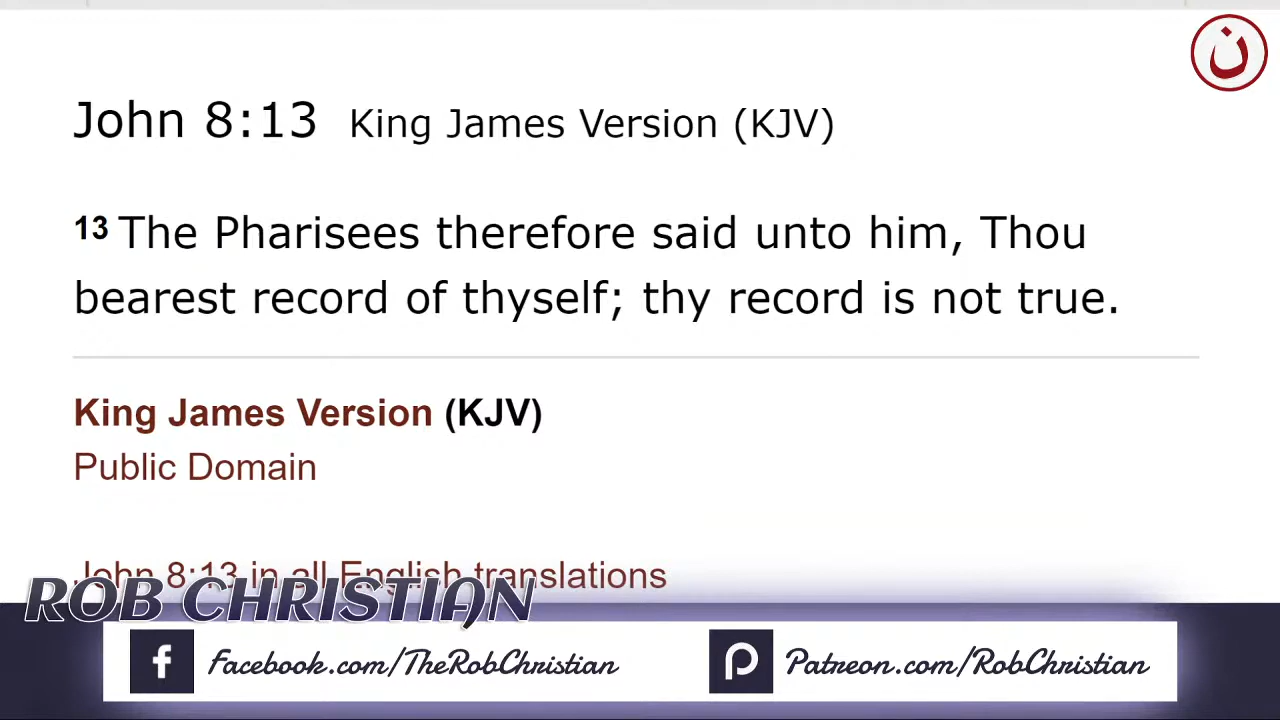 ن
John 8:13 King James Version (KJV)
13 The Pharisees therefore said unto him, Thou
bearest record of thyself; thy record is not true.
King James Version (KJV)
Public Domain
John 8:13 in all English translations
ROB CHRISTIAN
f Facebook.com/TheRobChristian Patreon.com/RobChristian